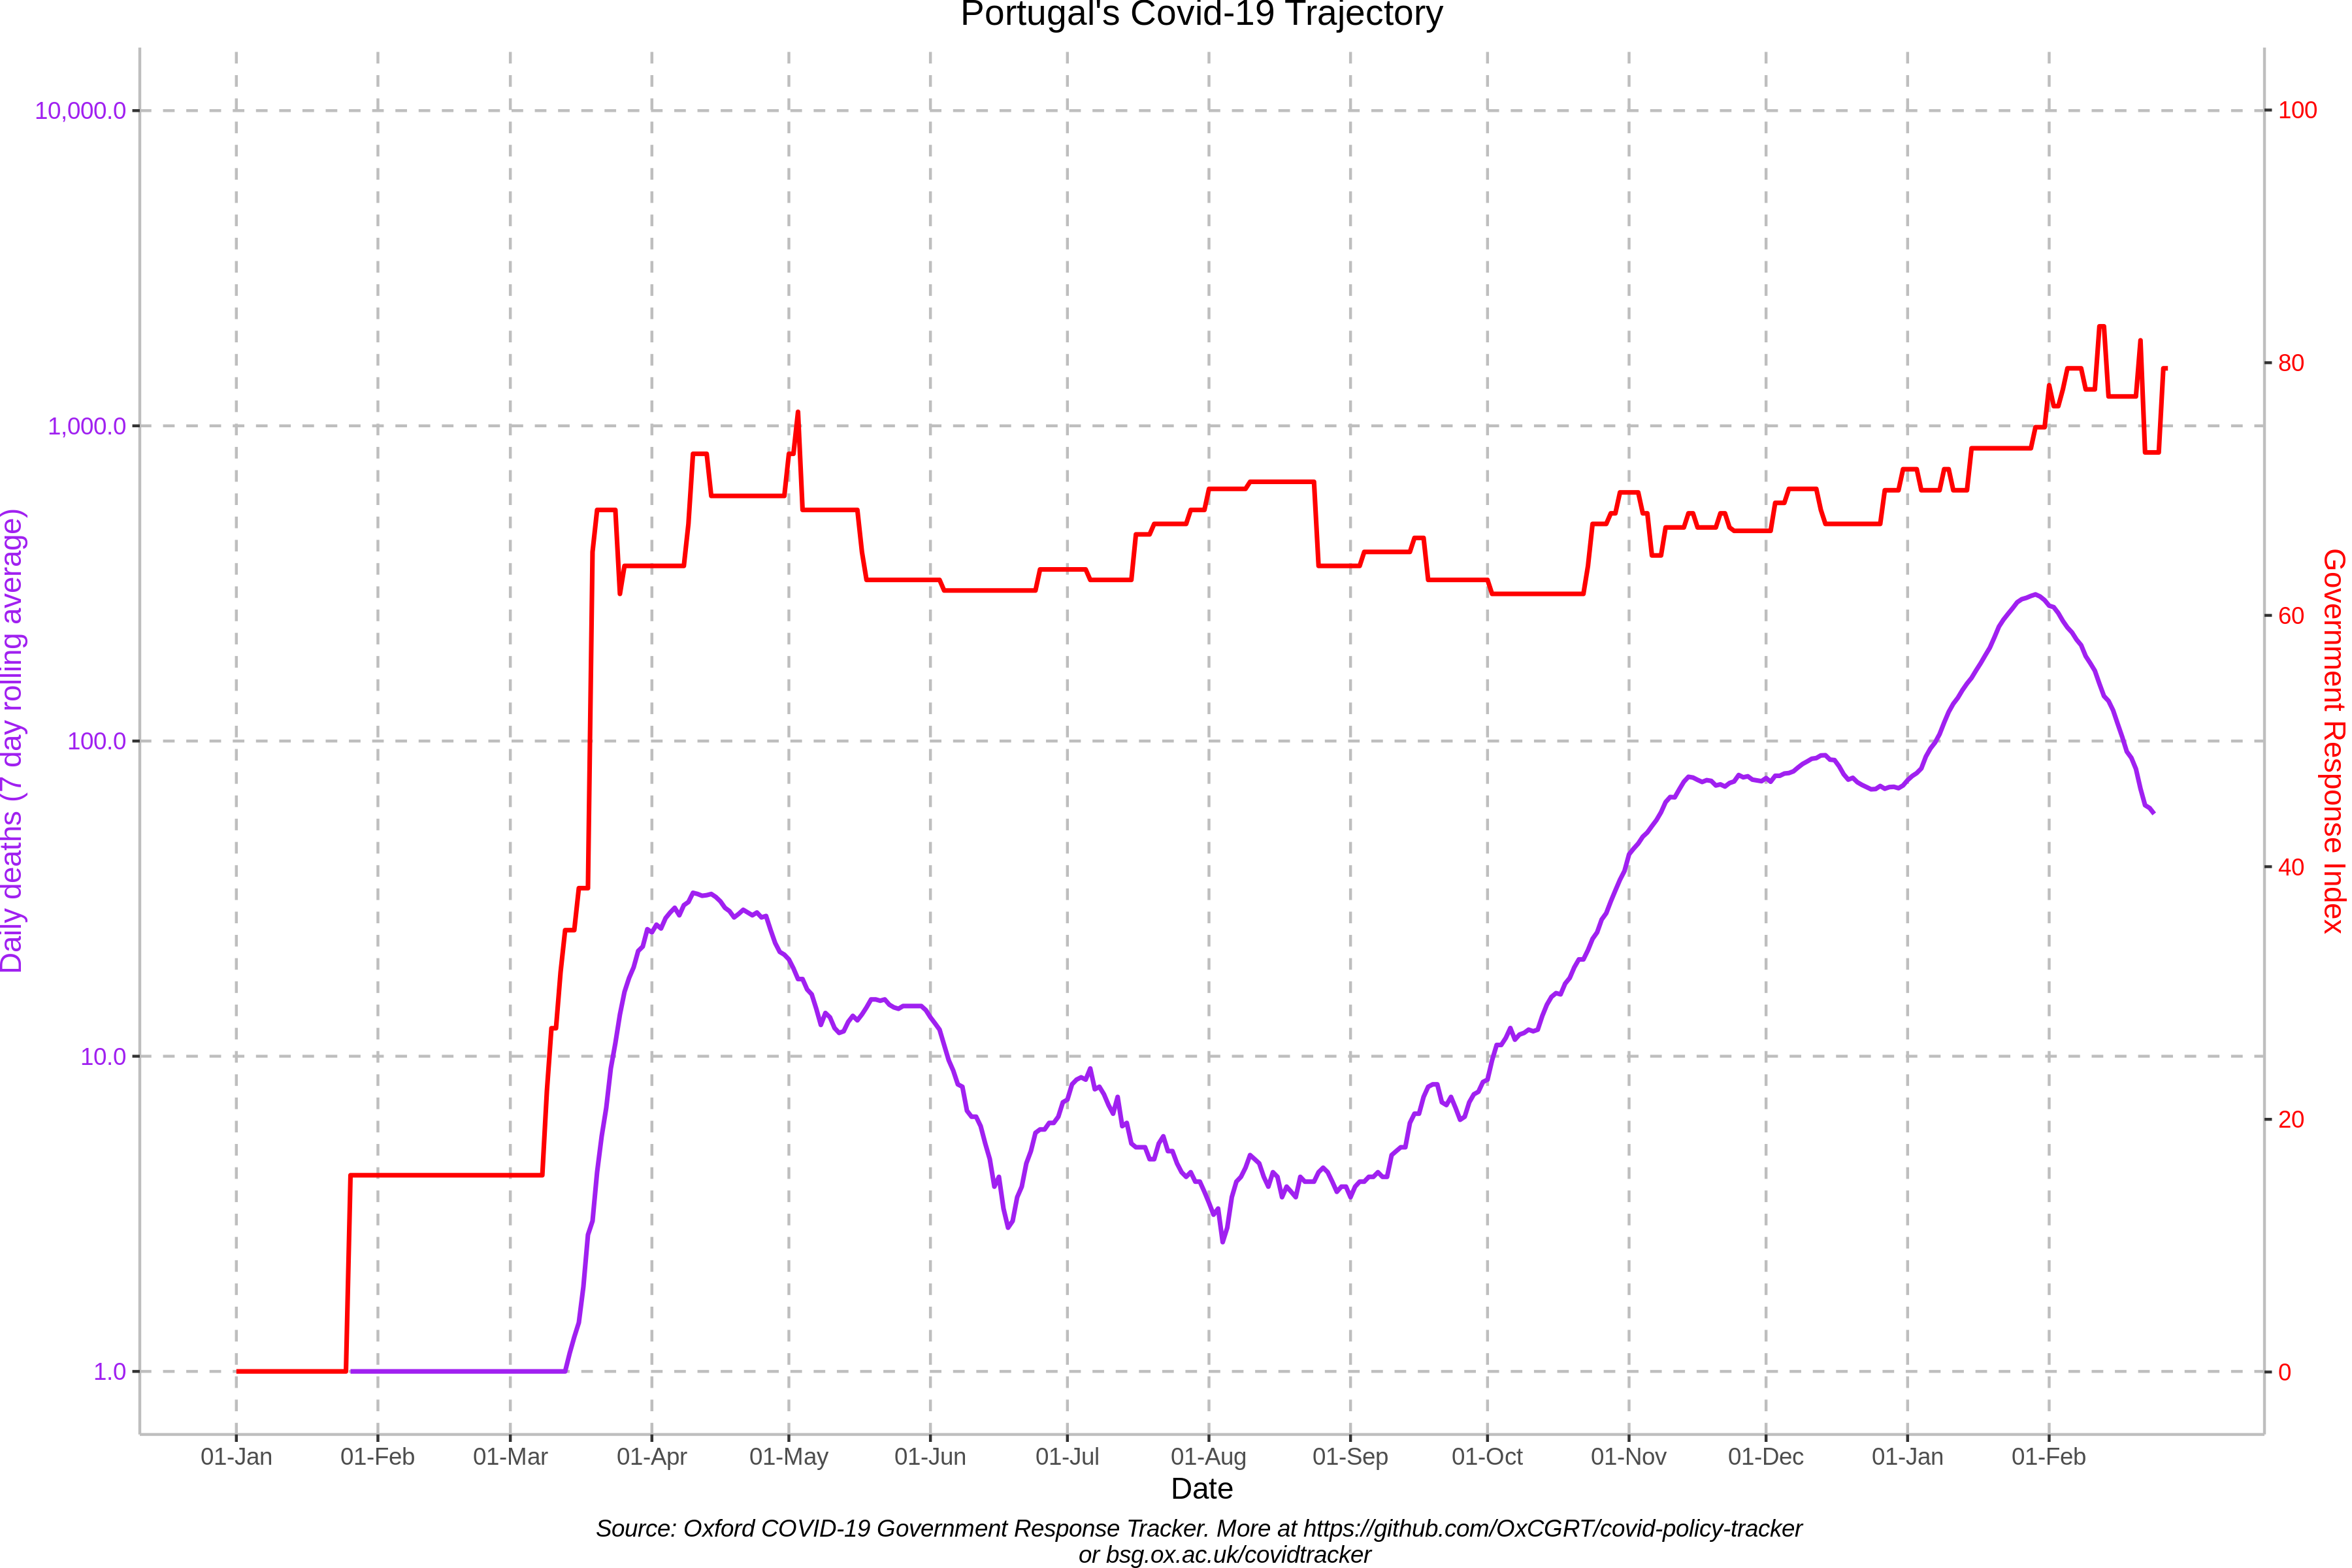 Portugal's Covid-19 Trajectory
10,000.0
1,000.0
100.0
10.0
1.0
Daily deaths (7 day rolling average)
100
80
60
40
20
0
Government Response Index
01-Jan 01-Feb 01-Mar 01-Apr 01-May 01-Jun 01-Jul 01-Aug 01-Sep 01-Oct 01-Nov 01-Dec 01-Jan 01-Feb
Date
Source: Oxford COVID-19 Government Response Tracker. More at https://github.com/OxCGRT/covid-policy-tracker
or bsg.ox.ac.uk/covidtracker